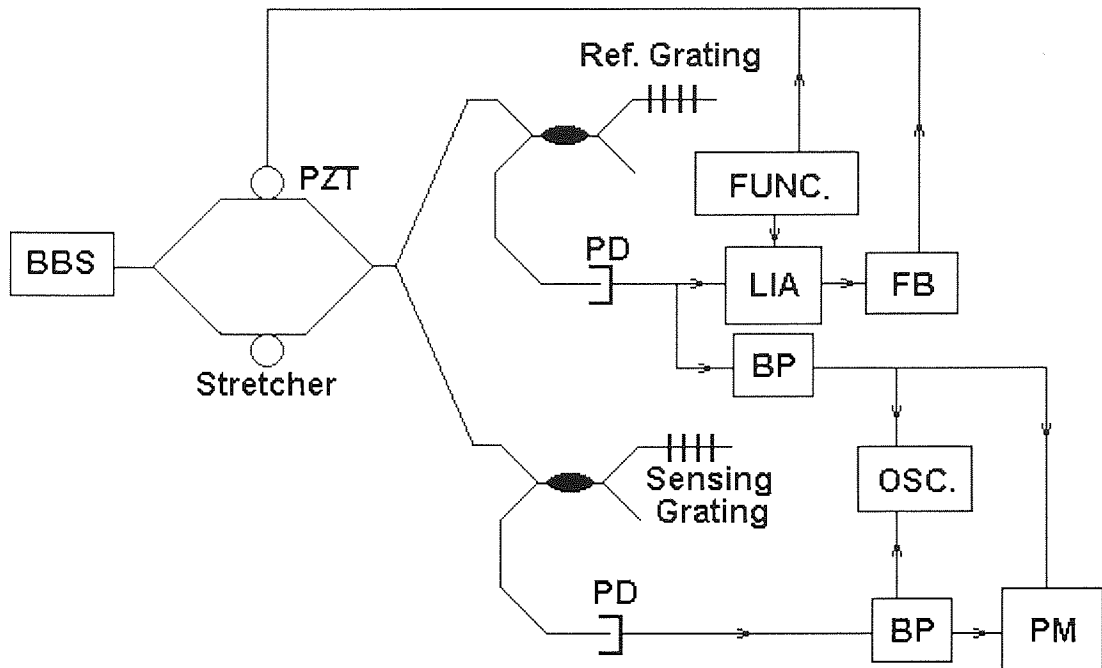 Ref. Grating
PZT
FUNC.
BBS
PD
LIA
FB
Stretcher
BP
Sensing
Grating
OSC.
PD
BP
PM